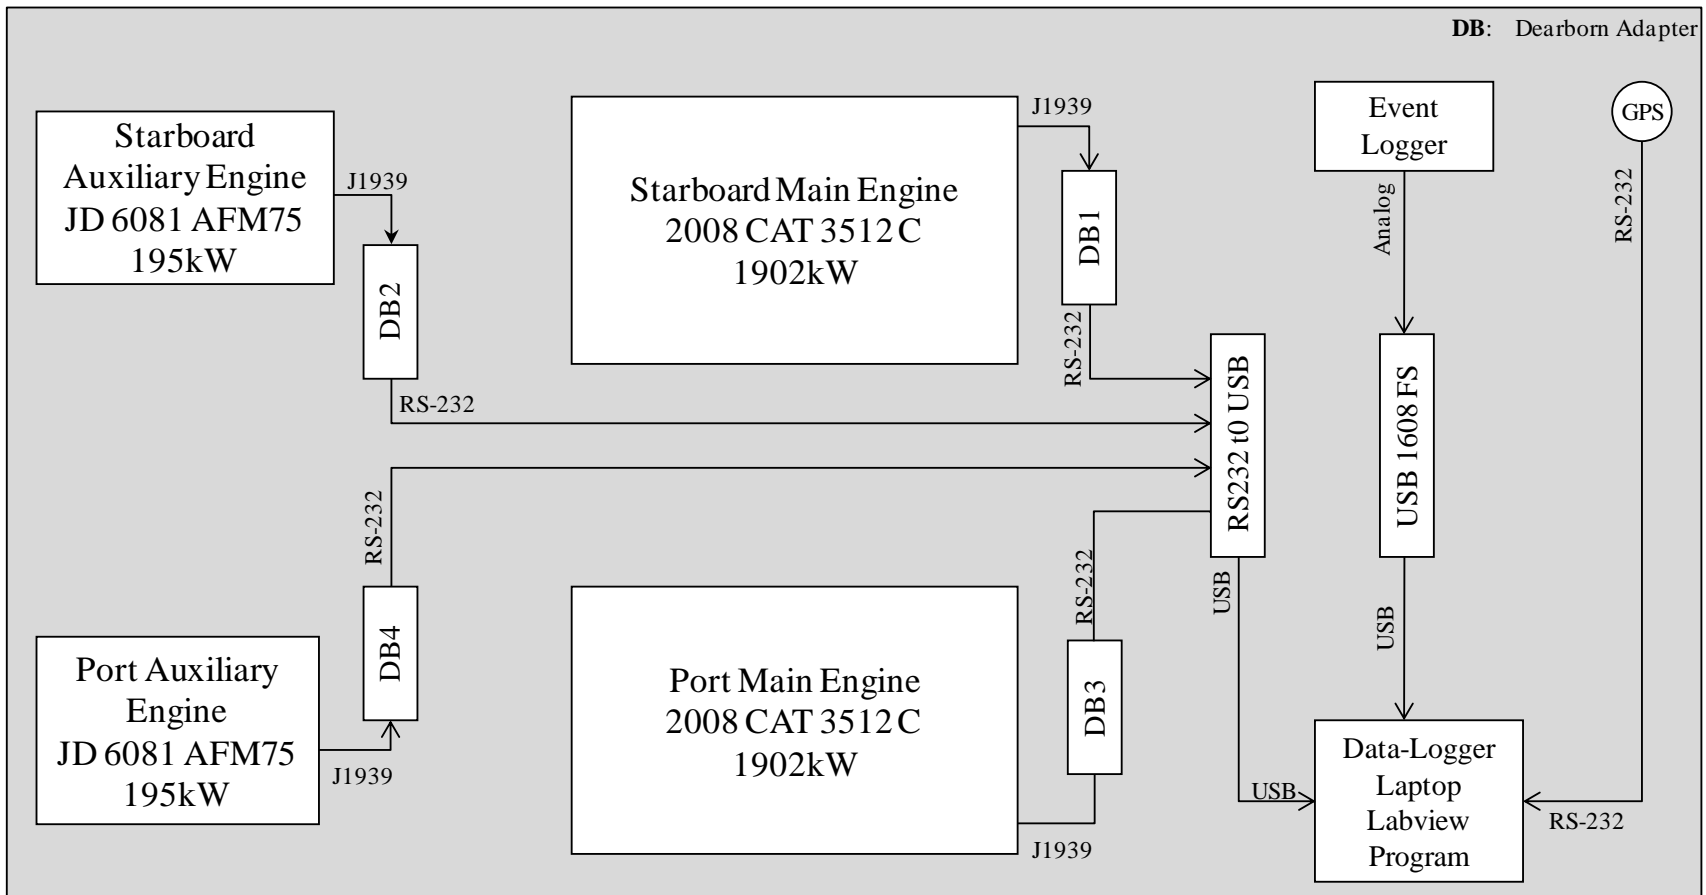 DB: Dearborn Adapter
Starboard
Auxiliary Engine
JD 6081 AFM75
195kW
J1939
DB2
RS-232
Starboard Main Engine
2008 CAT 3512 C
1902kW
J1939
DB1
RS-232
Event
Logger
Analog
GPS
RS-232
RS232 t0 USB
USB 1608 FS
RS-232
DB4
Port Auxiliary
Engine
JD 6081 AFM75
195kW
J1939
Port Main Engine
2008 CAT 3512 C
1902kW
RS-232
DB3
J1939
USB
USB
USB
Data-Logger
Laptop
Labview
Program
RS-232